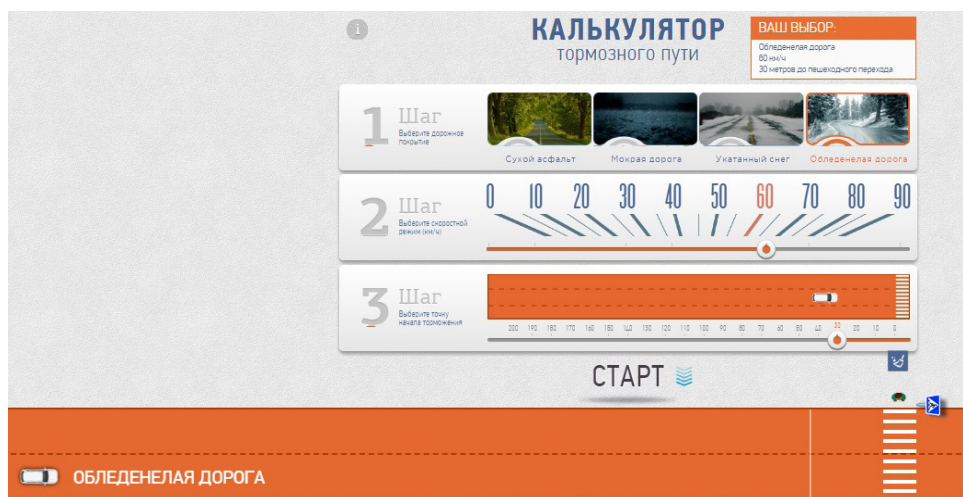 КАЛЬКУЛЯТОР
тормозного пути
ВАШ ВЫБОР:
Обледенелая дорога
60 км/ч
30 метров до пешеходного перехода
1 Шаг
Выберите дорожное
покрытие
Сухой асфальт Мокрая дорога Укатанный снег Обледенелая дорога
2 Шаг
Выберите скоростной
режим (км/ч)
0 10 20 30 40 50 60 70 80 90
3 Шаг
Выберите точку
начала торможения
200 190 180 170 160 150 140 130 120 110 100 90 80 70 60 50 40 30 20 10 0
СТАРТ
ОБЛЕДЕНЕЛАЯ ДОРОГА